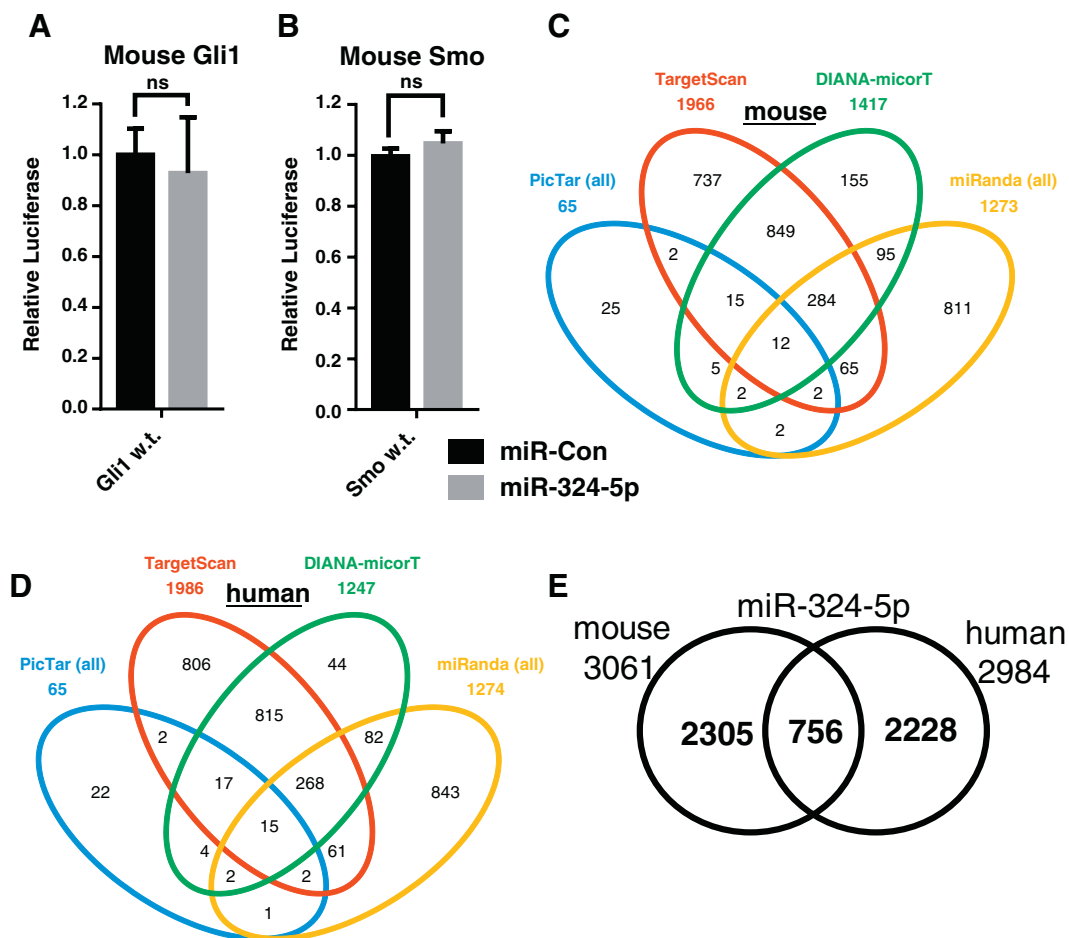 A
Mouse Gli1
ns
Relative Luciferase
1.2
1.0
0.8
0.6
0.4
0.2
0.0
Gli1 w.t.
B
Mouse Smo
ns
Relative Luciferase
1.2
1.0
0.8
0.6
0.4
0.2
0.0
Smo w.t.
miR-Con
miR-324-5p
C
TargetScan
1966
DIANA-micorT
1417
mouse
PicTar (all)
65
miRanda (all)
1273
737
155
849
2
95
25
15
284
811
12
5
65
2
2
2
D
TargetScan
1986
DIANA-micorT
1247
human
PicTar (all)
65
miRanda (all)
1274
806
44
815
2
82
22
17
268
843
15
4
61
2
2
1
E
miR-324-5p
mouse
3061
human
2984
2305
756
2228